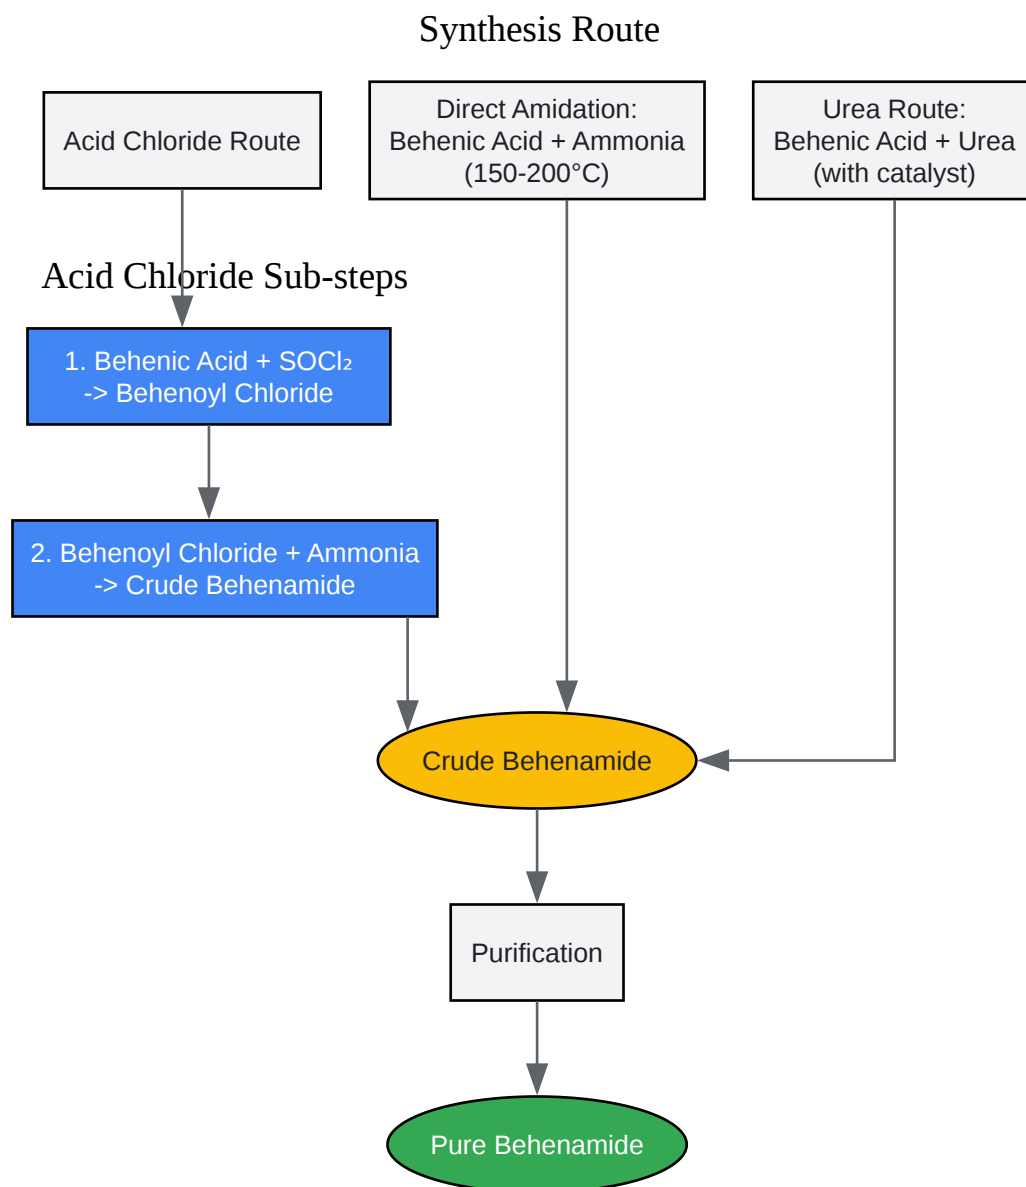 Synthesis Route
Acid Chloride Route
Direct Amidation:
Behenic Acid + Ammonia
(150-200°C)
Urea Route:
Behenic Acid + Urea
(with catalyst)
Acid Chloride Sub-steps
1. Behenic Acid + SOCl₂
-> Behenoyl Chloride
2. Behenoyl Chloride + Ammonia
-> Crude Behenamide
Crude Behenamide
Purification
Pure Behenamide